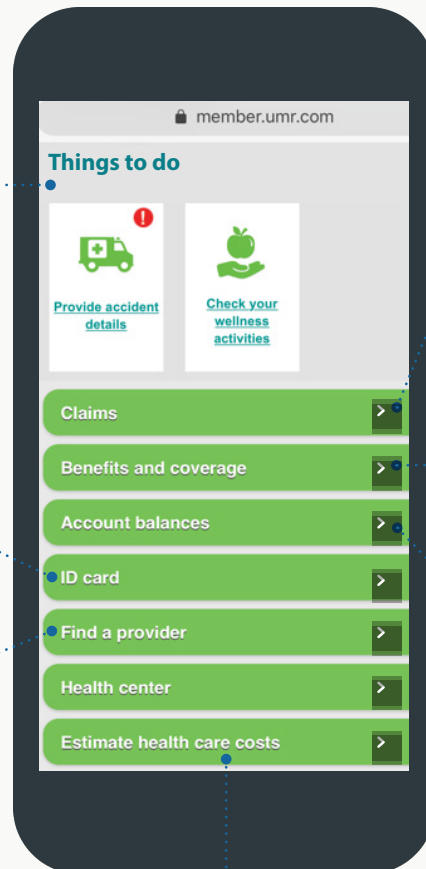 member.umr.com
Things to do
!
Provide accident
details
Check your
wellness
activities
Claims
Benefits and coverage
Account balances
ID card
Find a provider
Health center
Estimate health care costs